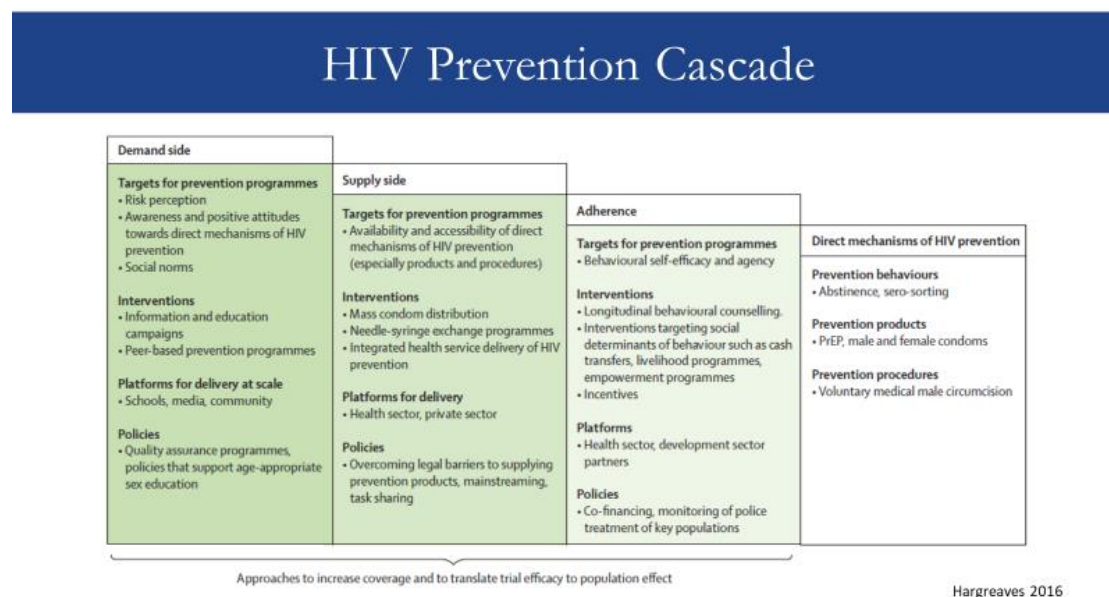 HIV Prevention Cascade
Demand side
Targets for prevention programmes
• Risk perception
• Awareness and positive attitudes
towards direct mechanisms of HIV
prevention
• Social norms
Interventions
• Information and education
campaigns
• Peer-based prevention programmes
Platforms for delivery at scale
• Schools, media, community
Policies
• Quality assurance programmes,
policies that support age-appropriate
sex education
Supply side
Targets for prevention programmes
• Availability and accessibility of direct
mechanisms of HIV prevention
(especially products and procedures)
Interventions
• Mass condom distribution
• Needle-syringe exchange programmes
• Integrated health service delivery of HIV
prevention
Platforms for delivery
• Health sector, private sector
Policies
• Overcoming legal barriers to supplying
prevention products, mainstreaming,
task sharing
Adherence
Targets for prevention programmes
• Behavioural self-efficacy and agency
Interventions
• Longitudinal behavioural counselling.
• Interventions targeting social
determinants of behaviour such as cash
transfers, livelihood programmes,
empowerment programmes
• Incentives
Platforms
• Health sector, development sector
partners
Policies
• Co-financing, monitoring of police
treatment of key populations
Direct mechanisms of HIV prevention
Prevention behaviours
• Abstinence, sero-sorting
Prevention products
• PrEP, male and female condoms
Prevention procedures
• Voluntary medical male circumcision
Approaches to increase coverage and to translate trial efficacy to population effect
Hargreaves 2016